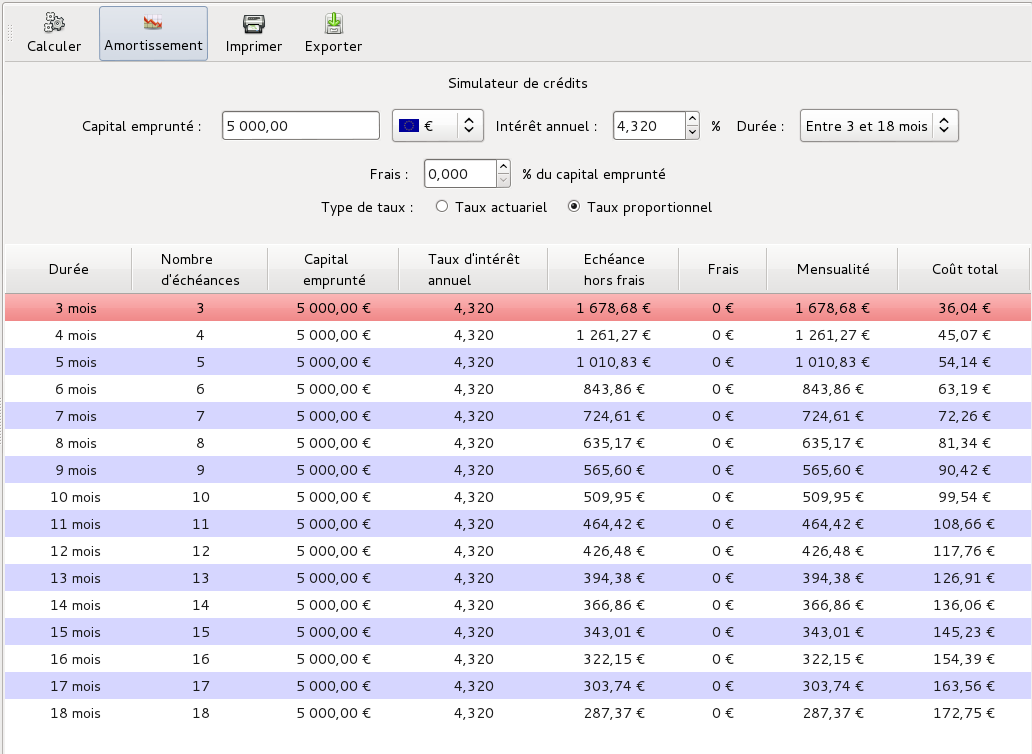 Calculer Amortissement Imprimer Exporter
Simulateur de crédits
Capital emprunté : 5 000,00 € Intérêt annuel : 4,320 % Durée : Entre 3 et 18 mois
Frais : 0,000 % du capital emprunté
Type de taux : Taux actuariel Taux proportionnel
Durée Nombre d'échéances Capital emprunté Taux d'intérêt annuel Echéance hors frais Frais Mensualité Coût total
3 mois 3 5 000,00 € 4,320 1 678,68 € 0 € 1 678,68 € 36,04 €
4 mois 4 5 000,00 € 4,320 1 261,27 € 0 € 1 261,27 € 45,07 €
5 mois 5 5 000,00 € 4,320 1 010,83 € 0 € 1 010,83 € 54,14 €
6 mois 6 5 000,00 € 4,320 843,86 € 0 € 843,86 € 63,19 €
7 mois 7 5 000,00 € 4,320 724,61 € 0 € 724,61 € 72,26 €
8 mois 8 5 000,00 € 4,320 635,17 € 0 € 635,17 € 81,34 €
9 mois 9 5 000,00 € 4,320 565,60 € 0 € 565,60 € 90,42 €
10 mois 10 5 000,00 € 4,320 509,95 € 0 € 509,95 € 99,54 €
11 mois 11 5 000,00 € 4,320 464,42 € 0 € 464,42 € 108,66 €
12 mois 12 5 000,00 € 4,320 426,48 € 0 € 426,48 € 117,76 €
13 mois 13 5 000,00 € 4,320 394,38 € 0 € 394,38 € 126,91 €
14 mois 14 5 000,00 € 4,320 366,86 € 0 € 366,86 € 136,06 €
15 mois 15 5 000,00 € 4,320 343,01 € 0 € 343,01 € 145,23 €
16 mois 16 5 000,00 € 4,320 322,15 € 0 € 322,15 € 154,39 €
17 mois 17 5 000,00 € 4,320 303,74 € 0 € 303,74 € 163,56 €
18 mois 18 5 000,00 € 4,320 287,37 € 0 € 287,37 € 172,75 €